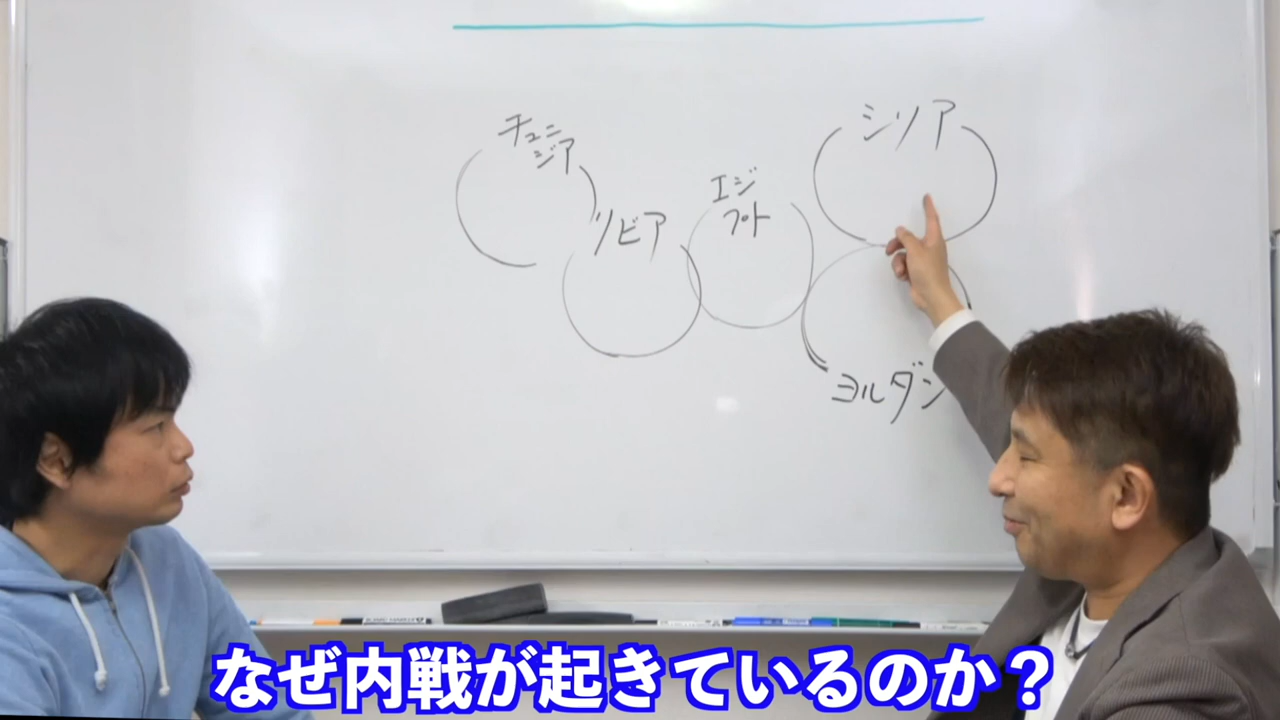 チュニ
ジア
リビア
エジ
プト
シリア
ヨルダン
なぜ内戦が起きているのか？